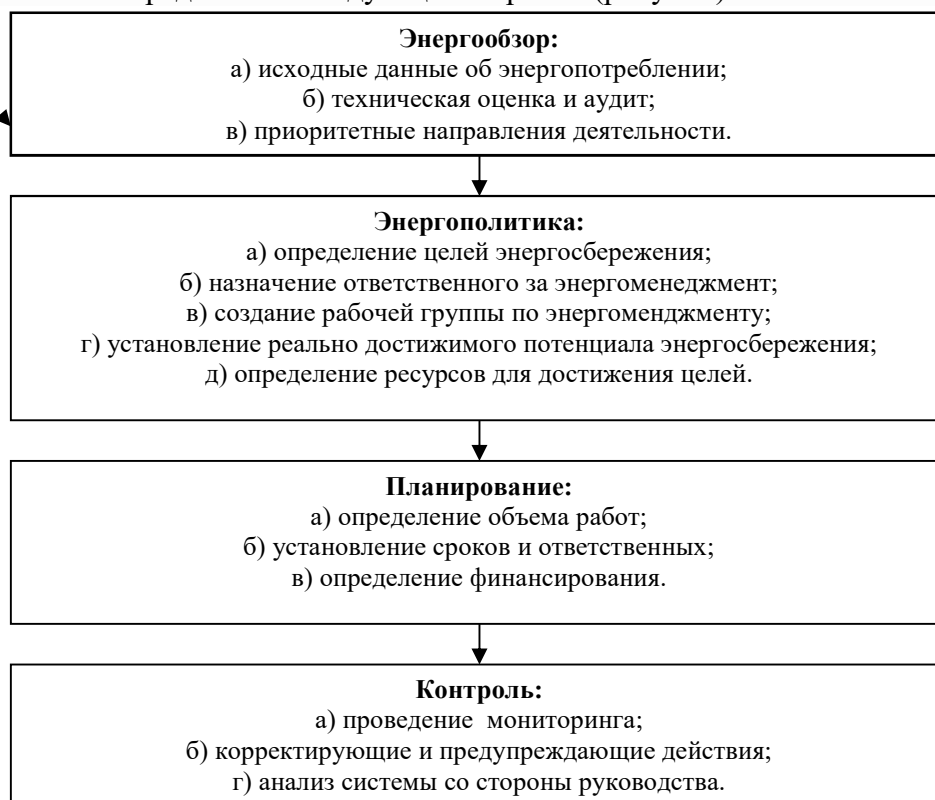 Энергообзор:
а) исходные данные об энергопотреблении;
б) техническая оценка и аудит;
в) приоритетные направления деятельности.
Энергополитика:
а) определение целей энергосбережения;
б) назначение ответственного за энергоменеджмент;
в) создание рабочей группы по энергоменджменту;
г) установление реально достижимого потенциала энергосбережения;
д) определение ресурсов для достижения целей.
Планирование:
а) определение объема работ;
б) установление сроков и ответственных;
в) определение финансирования.
Контроль:
а) проведение мониторинга;
б) корректирующие и предупреждающие действия;
г) анализ системы со стороны руководства.